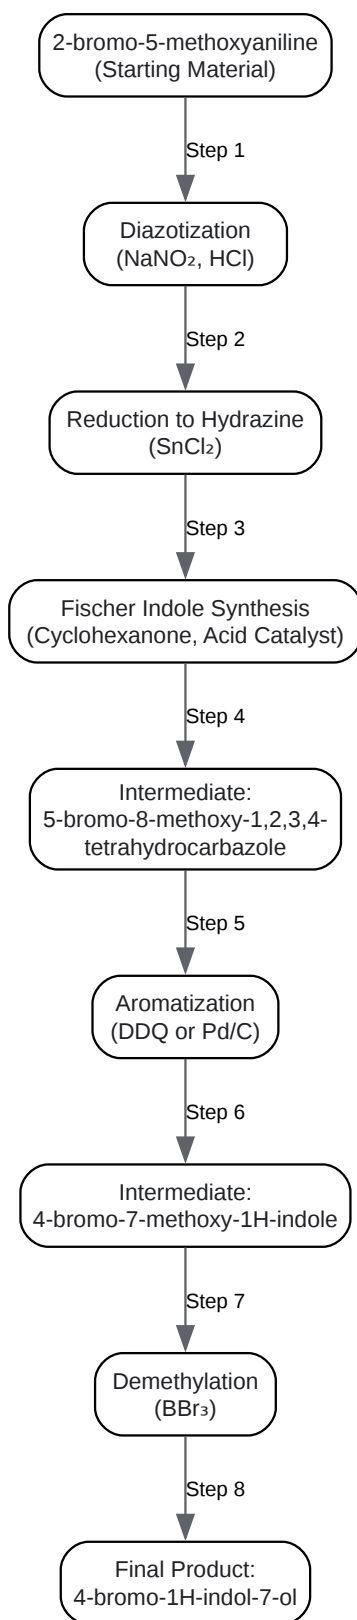 2-bromo-5-methoxyaniline
(Starting Material)
Step 1
Diazotization
(NaNO₂, HCl)
Step 2
Reduction to Hydrazine
(SnCl₂)
Step 3
Fischer Indole Synthesis
(Cyclohexanone, Acid Catalyst)
Step 4
Intermediate:
5-bromo-8-methoxy-1,2,3,4-
tetrahydrocarbazole
Step 5
Aromatization
(DDQ or Pd/C)
Step 6
Intermediate:
4-bromo-7-methoxy-1H-indole
Step 7
Demethylation
(BBr₃)
Step 8
Final Product:
4-bromo-1H-indol-7-ol